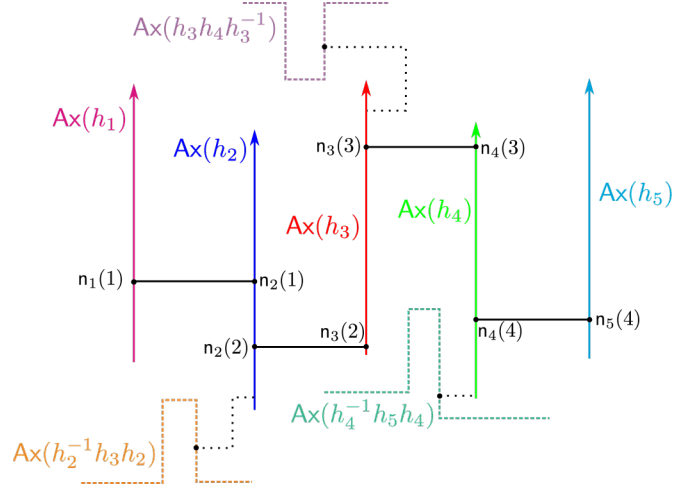 Ax(h₃h₄h₃⁻¹)
Ax(h₁)
Ax(h₂)
n₃(3)
n₄(3)
Ax(h₅)
Ax(h₄)
Ax(h₃)
n₁(1)
n₂(1)
n₃(2)
n₄(4)
n₅(4)
n₂(2)
Ax(h₄⁻¹h₅h₄)
Ax(h₂⁻¹h₃h₂)